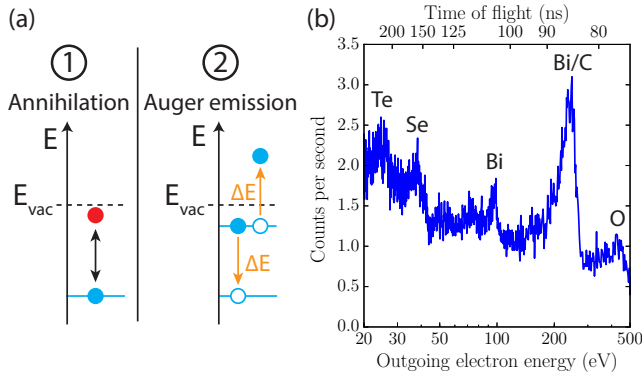 (a)
1
2
Annihilation
Auger emission
E
E
E_vac
E_vac
ΔE
ΔE
(b)
Time of flight (ns)
200 150 125 100 90 80
3.5
3.0
2.5
2.0
1.5
1.0
0.5
0.0
Counts per second
Te
Se
Bi
Bi/C
O
20 30 100 200 500
Outgoing electron energy (eV)